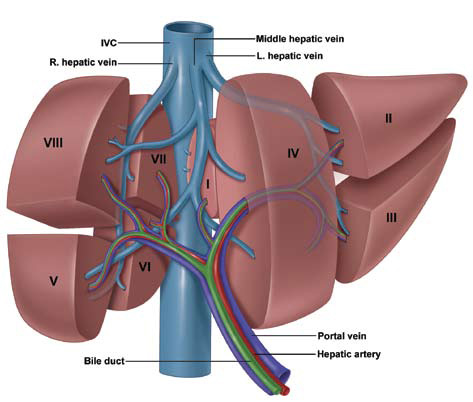 IVC
Middle hepatic vein
R. hepatic vein
L. hepatic vein
II
VIII
VII
IV
I
III
V
VI
Portal vein
Hepatic artery
Bile duct